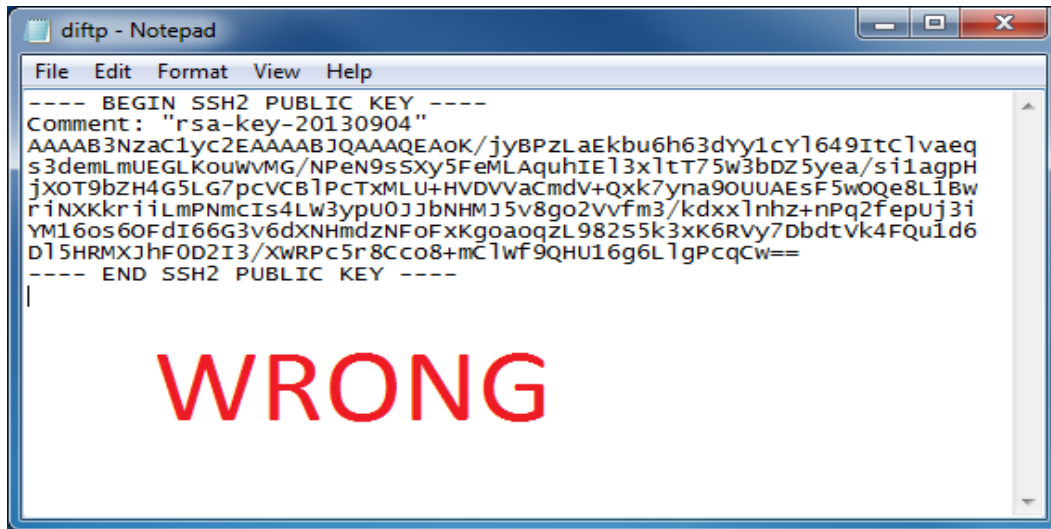 diftp - Notepad
File Edit Format View Help
---- BEGIN SSH2 PUBLIC KEY ----
Comment: "rsa-key-20130904"
AAAAB3NzaC1yc2EAAAABJQAAAQEAoK/jyBPzLaEkbu6h63dYy1cYl649ItClvaeq
s3demLmUEGLKouWvMG/NPeN9sSXy5FeMLAquhIEl3xltT75W3bDZ5yea/si1agpH
jXOT9bZH4G5LG7pcVCBlPcTxMLU+HVDVVaCmdV+Qxk7yna9OUUAEsF5wOQe8L1Bw
riNXKkriiLmPNmcIs4LW3ypU0JJbNHMJ5v8go2Vvfm3/kdxxlnhz+nPq2fepUj3i
YM16os6OFdI66G3v6dXNHmdzNFoFxKgoaoqzL982S5k3xK6RVy7DbdtVk4FQu1d6
Dl5HRMXJhFOD2I3/XWRPc5r8Cco8+mClWf9QHU16g6LlgPcqCw==
---- END SSH2 PUBLIC KEY ----
WRONG